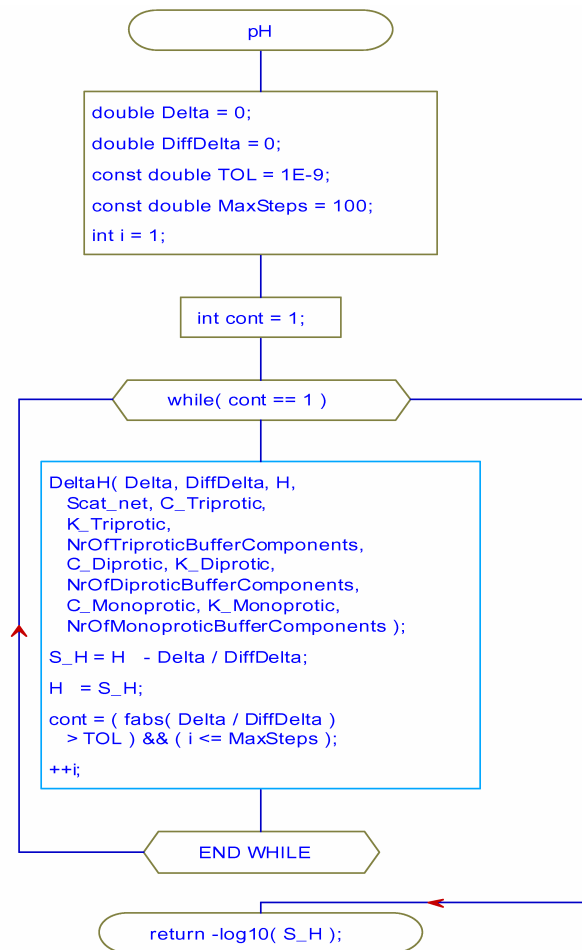 pH
double Delta = 0;
double DiffDelta = 0;
const double TOL = 1E-9;
const double MaxSteps = 100;
int i = 1;
int cont = 1;
while( cont == 1 )
DeltaH( Delta, DiffDelta, H,
Scat_net, C_Triprotic,
K_Triprotic,
NrOfTriproticBufferComponents,
C_Diprotic, K_Diprotic,
NrOfDiproticBufferComponents,
C_Monoprotic, K_Monoprotic,
NrOfMonoproticBufferComponents );
S_H = H - Delta / DiffDelta;
H = S_H;
cont = ( fabs( Delta / DiffDelta )
> TOL ) && ( i <= MaxSteps );
++i;
END WHILE
return -log10( S_H );